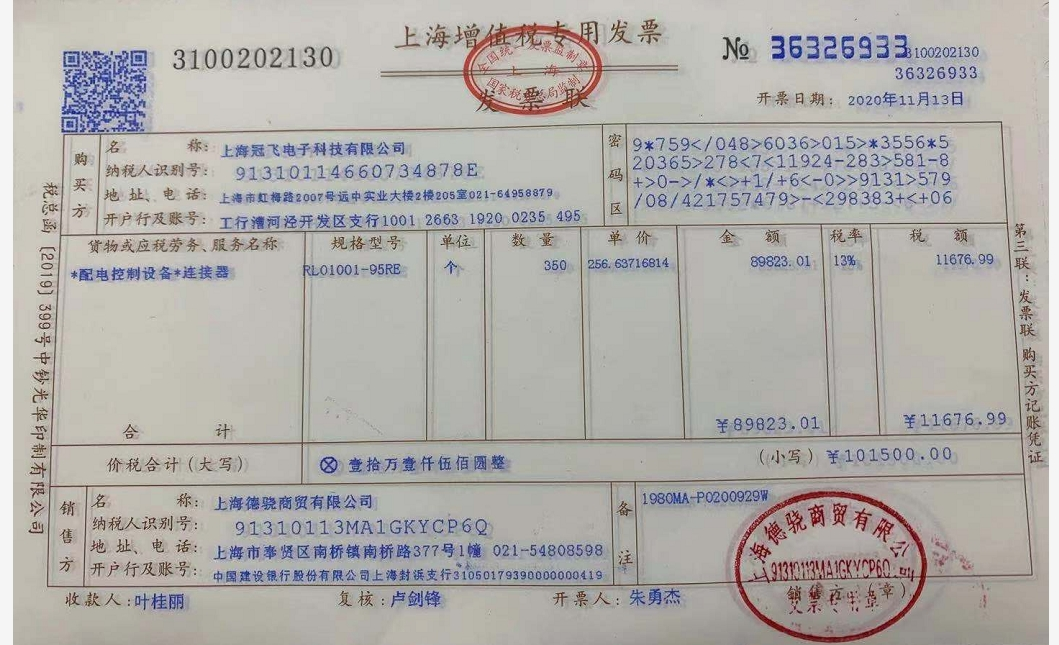 上海增值税专用发票
发票联
全国统一发票监制章
上海
国家税务总局监制
3100202130
№ 36326933
3100202130
36326933
开票日期： 2020年11月13日
购买方
名 称： 上海冠飞电子科技有限公司
纳税人识别号： 91310114660734878E
地 址、电 话： 上海市虹梅路2007号远中实业大楼2楼205室021-64958879
开户行及账号： 工行漕河泾开发区支行1001 2663 1920 0235 495
密码区
9*759</048>6036>015>*3556*5
20365>278<7<11924-283>581-8
+>0->/*<>+1/+6<-0>>9131>579
/08/421757479>-<298383+<+06
货物或应税劳务、服务名称 规格型号 单位 数 量 单 价 金 额 税率 税 额
*配电控制设备*连接器 RL01001-95RE 个 350 256.63716814 89823.01 13% 11676.99
合 计 ¥89823.01 ¥11676.99
价税合计（大写） ⊗壹拾万壹仟伍佰圆整 （小写）¥101500.00
销售方
名 称： 上海德骁商贸有限公司
纳税人识别号： 91310113MA1GKYCP6Q
地 址、电 话： 上海市奉贤区南桥镇南桥路377号1幢 021-54808598
开户行及账号： 中国建设银行股份有限公司上海封浜支行31050179390000000419
备注
1980MA-P0200929W
收款人：叶桂丽 复核：卢剑锋 开票人：朱勇杰 销售方：（章）
上海德骁商贸有限公司
91310113MA1GKYCP6Q
发票专用章
税总函［2019］399号中钞光华印制有限公司
第三联：发票联 购买方记账凭证